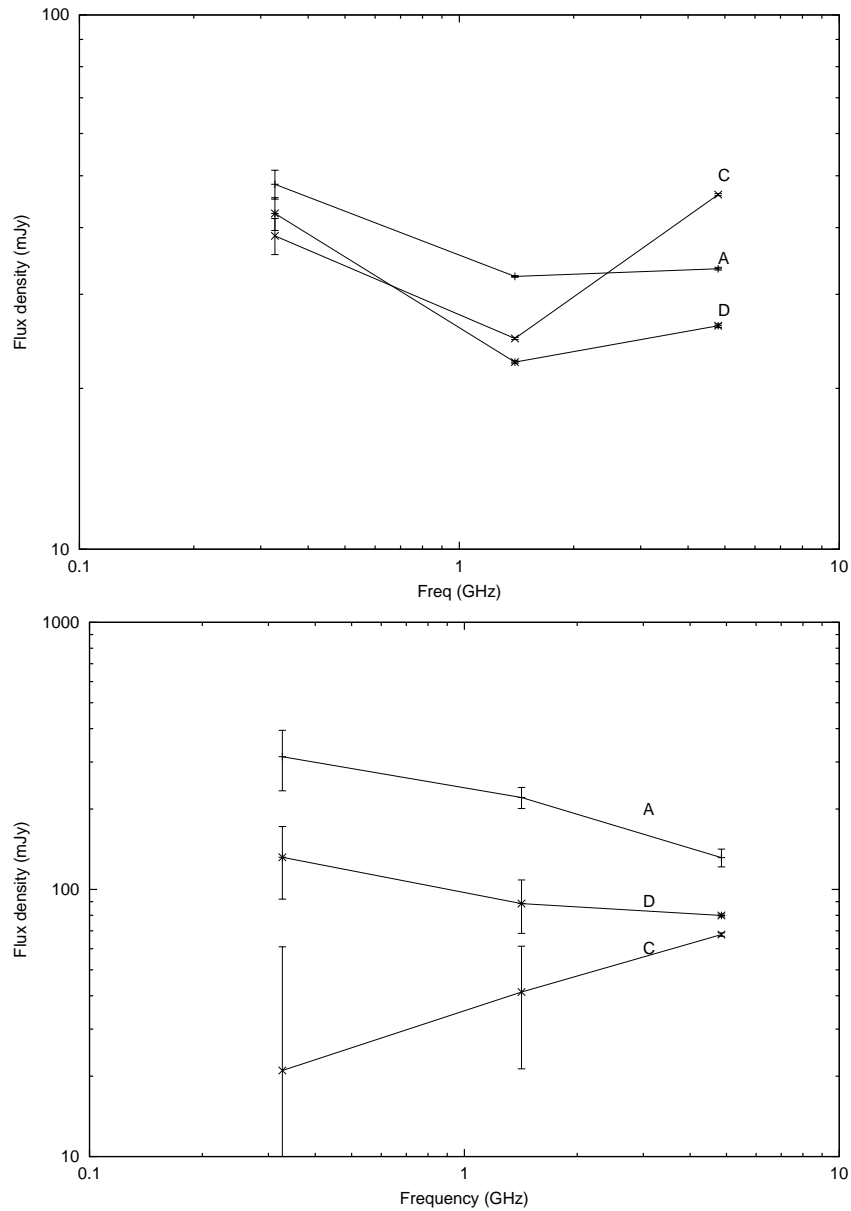 100
C
A
D
Flux density (mJy)
10
0.1
1
10
Freq (GHz)
1000
A
100
D
C
Flux density (mJy)
10
0.1
1
10
Frequency (GHz)